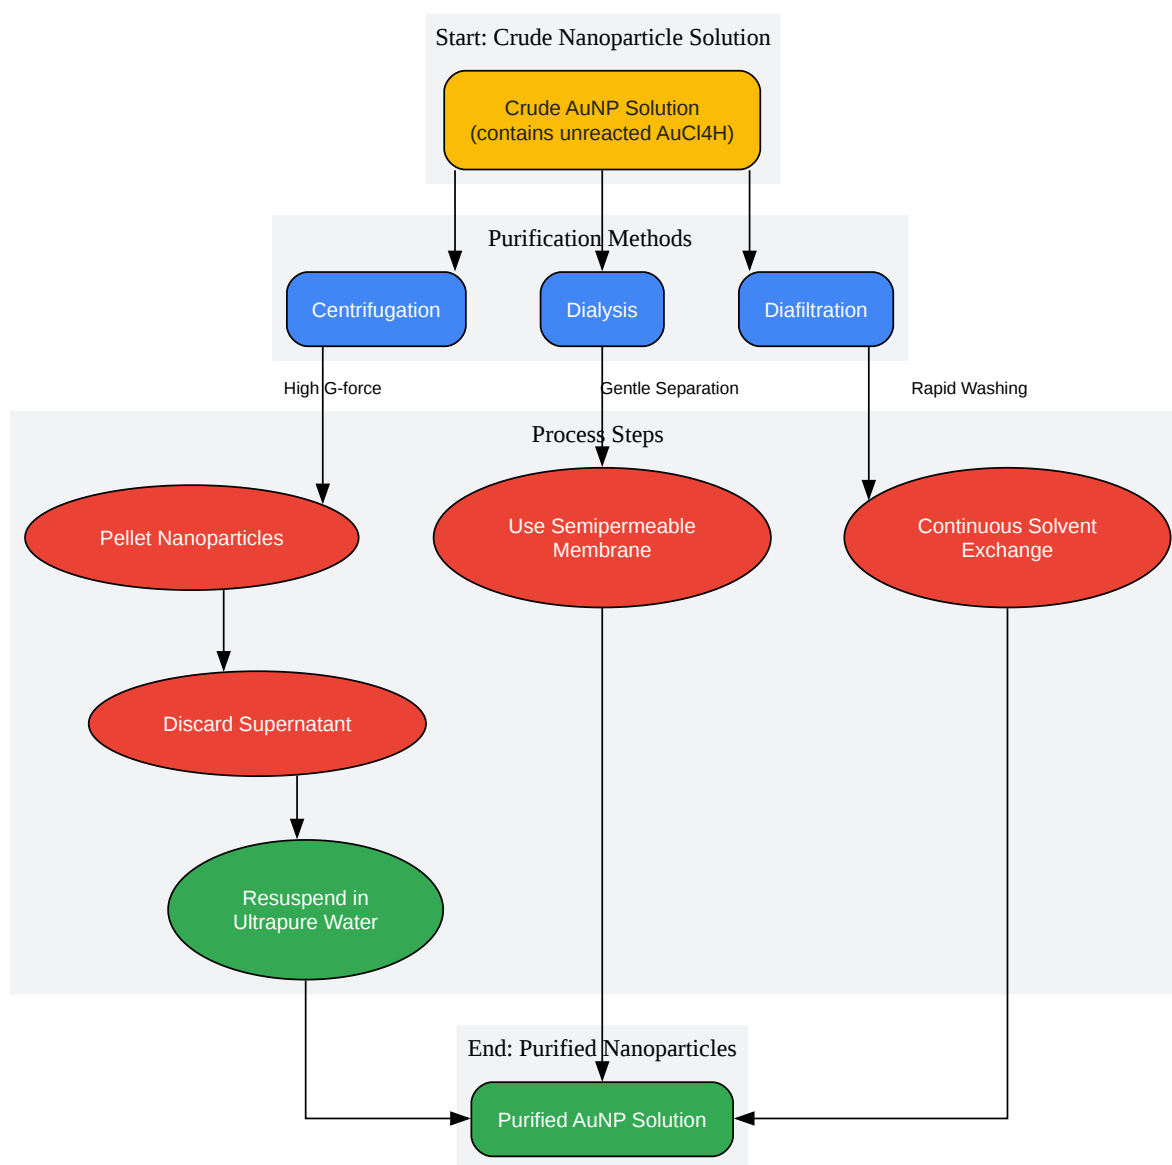 Start: Crude Nanoparticle Solution
Crude AuNP Solution
(contains unreacted AuCl4H)
Purification Methods
Centrifugation
Dialysis
Diafiltration
High G-force
Gentle Separation
Rapid Washing
Process Steps
Pellet Nanoparticles
Use Semipermeable
Membrane
Continuous Solvent
Exchange
Discard Supernatant
Resuspend in
Ultrapure Water
End: Purified Nanoparticles
Purified AuNP Solution